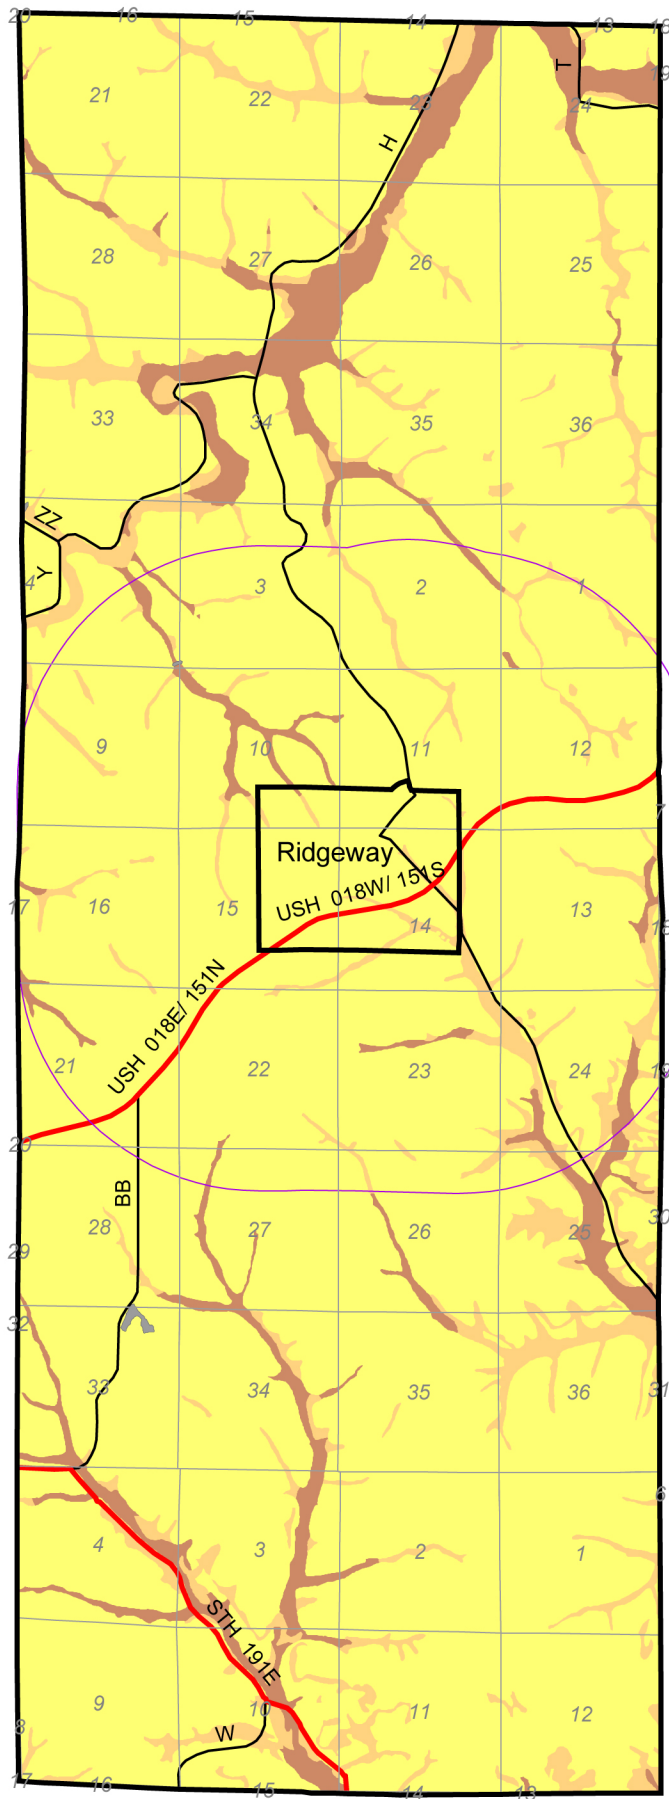 20 16 15 14 13 18
T
19
21 22 23 24
H
28 27 26 25
33 34 35 36
ZZ
Y
4 3 2 1
9 10 11 12
7
Ridgeway
USH 018W/ 151S
17 16 15 14 13 18
USH 018E/ 151N
21 22 23 24 19
20
BB
28 27 26 25 30
29
32
33 34 35 36 31
6
4 3 2 1
STH 191E
9 10 11 12
8
W
17 16 15 14 13